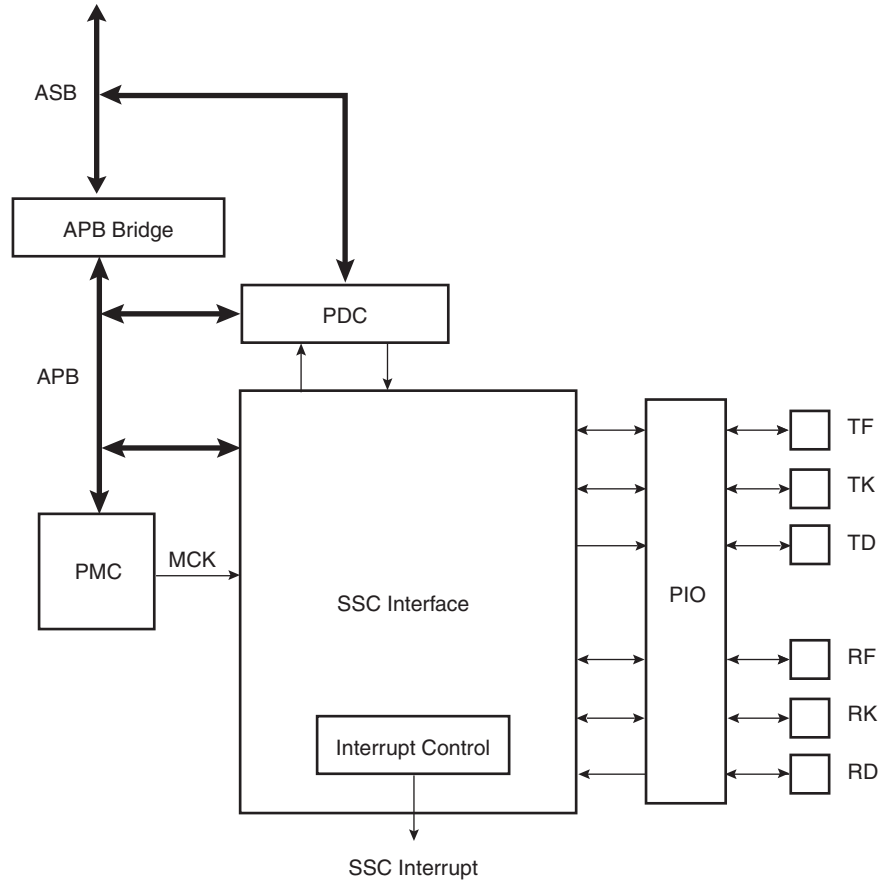 ASB
APB Bridge
PDC
APB
TF
TK
TD
PMC
MCK
SSC Interface
PIO
RF
RK
RD
Interrupt Control
SSC Interrupt